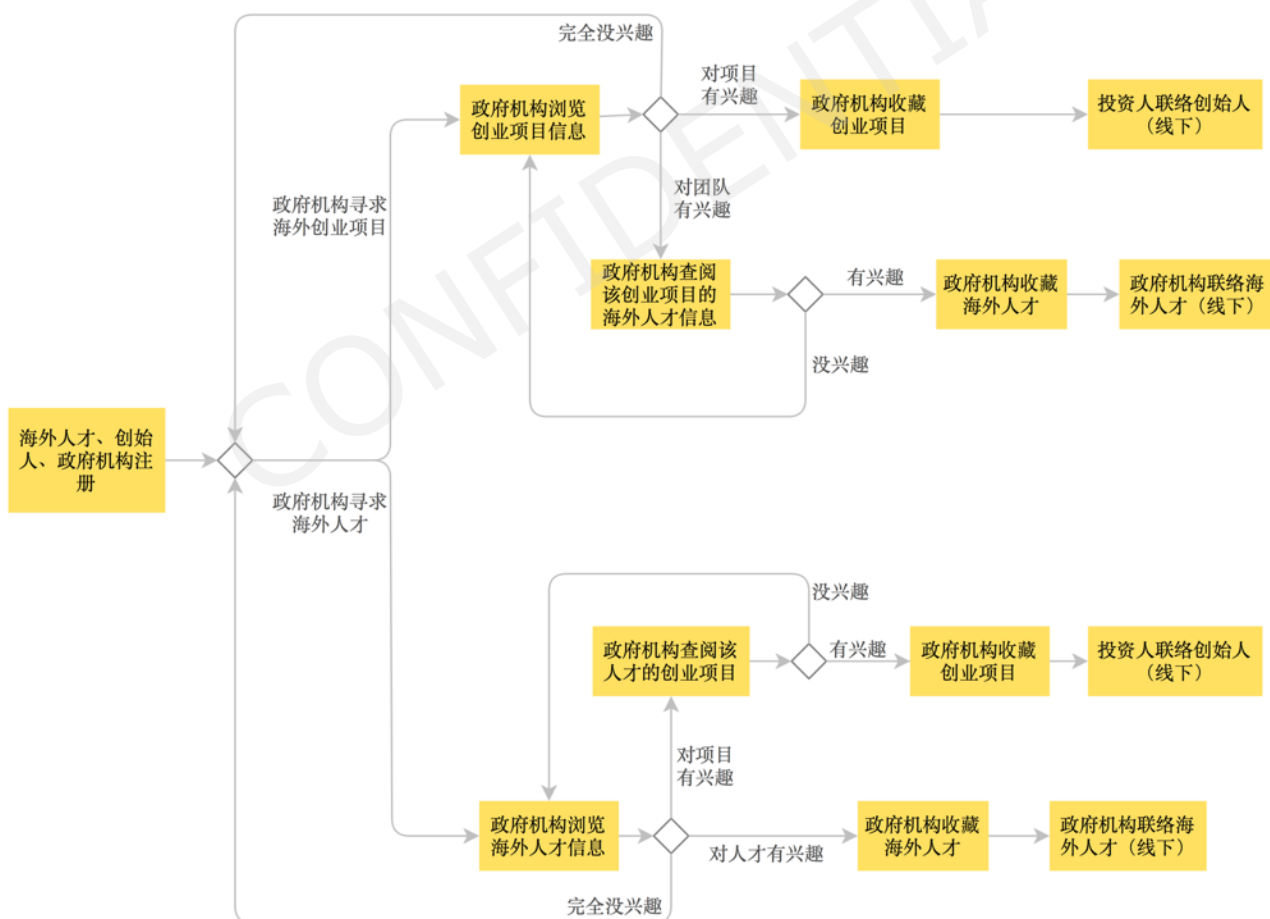 完全没兴趣
对项目
有兴趣
政府机构浏览
创业项目信息
政府机构收藏
创业项目
投资人联络创始人
（线下）
政府机构寻求
海外创业项目
对团队
有兴趣
政府机构查阅
该创业项目的
海外人才信息
有兴趣
政府机构收藏
海外人才
政府机构联络海
外人才（线下）
没兴趣
海外人才、创始
人、政府机构注
册
政府机构寻求
海外人才
没兴趣
政府机构查阅该
人才的创业项目
有兴趣
政府机构收藏
创业项目
投资人联络创始人
（线下）
对项目
有兴趣
政府机构浏览
海外人才信息
对人才有兴趣
政府机构收藏
海外人才
政府机构联络海
外人才（线下）
完全没兴趣
CONFIDENTIA